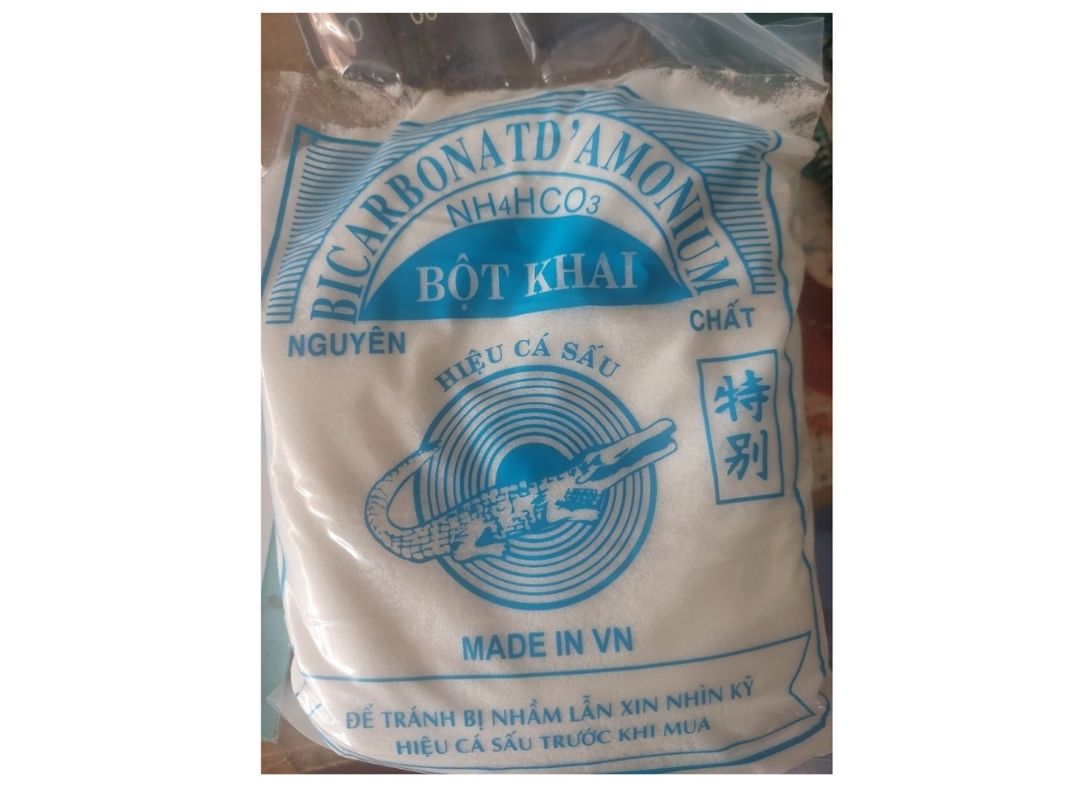 BICARBONATD'AMONIUM
NH4HCO3
BỘT KHAI
NGUYÊN CHẤT
HIỆU CÁ SẤU
特别
MADE IN VN
ĐỂ TRÁNH BỊ NHẦM LẪN XIN NHÌN KỸ
HIỆU CÁ SẤU TRƯỚC KHI MUA